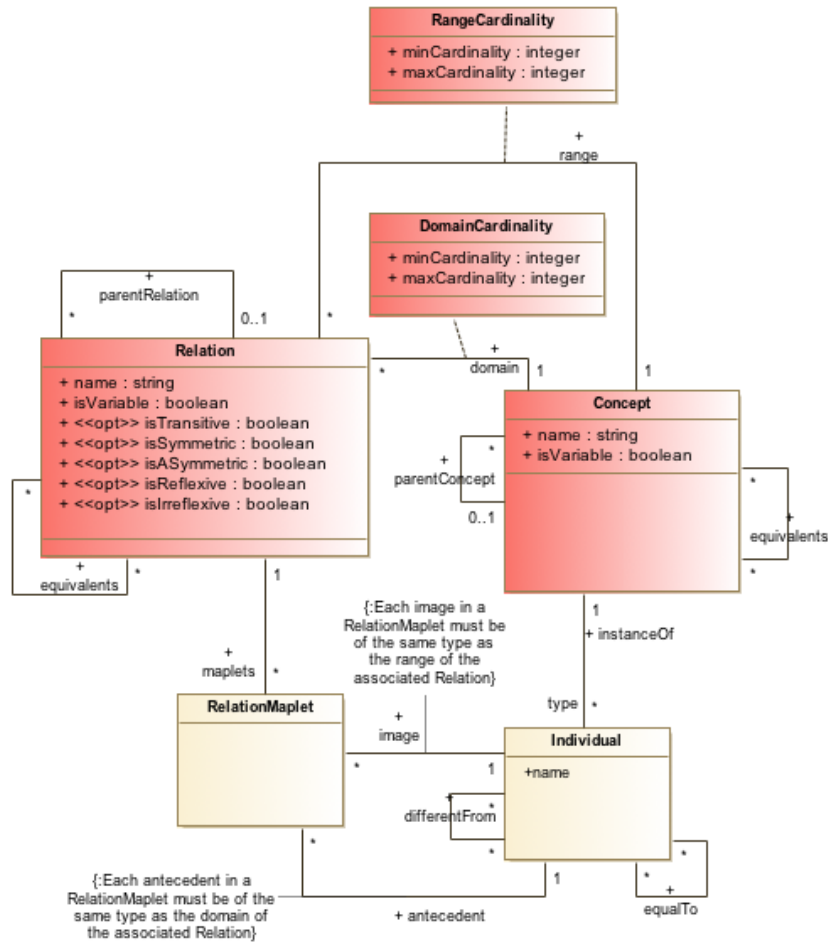 RangeCardinality
+ minCardinality : integer
+ maxCardinality : integer
+
range
DomainCardinality
+ minCardinality : integer
+ maxCardinality : integer
+
parentRelation
*
0..1
*
+
domain
*
1
1
Relation
+ name : string
+ isVariable : boolean
+ <<opt>> isTransitive : boolean
+ <<opt>> isSymmetric : boolean
+ <<opt>> isASymmetric : boolean
+ <<opt>> isReflexive : boolean
+ <<opt>> isIrreflexive : boolean
*
+
equivalents
*
1
Concept
+ name : string
+ isVariable : boolean
*
+
parentConcept
0..1
*
+
equivalents
*
{:Each image in a
RelationMaplet must be
of the same type as
the range of the
associated Relation}
1
+ instanceOf
+
maplets
*
type
*
RelationMaplet
+
image
*
1
Individual
+name
+
differentFrom
*
*
*
{:Each antecedent in a
RelationMaplet must be of the
same type as the domain of
the associated Relation}
1
+ antecedent
*
*
+
equalTo